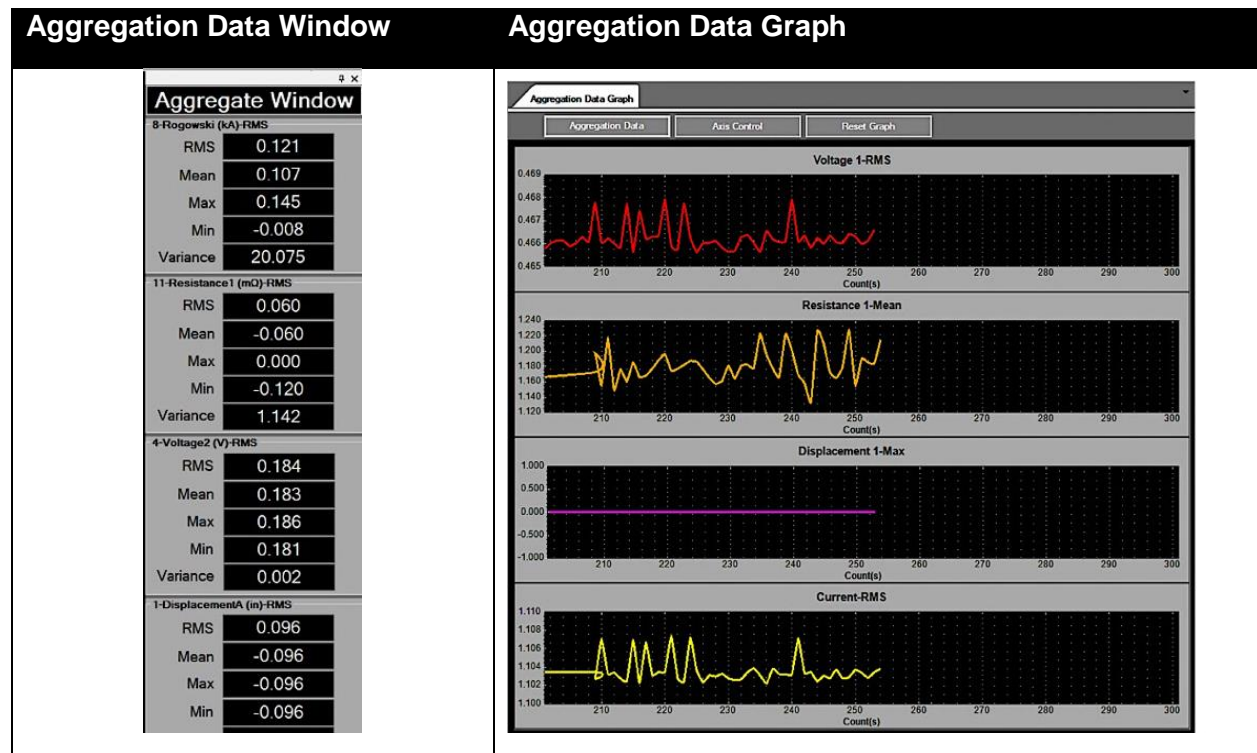 Aggregation Data Window
Aggregation Data Graph
Aggregate Window
8-Rogowski (kA)-RMS
RMS 0.121
Mean 0.107
Max 0.145
Min -0.008
Variance 20.075
11-Resistance1 (mΩ)-RMS
RMS 0.060
Mean -0.060
Max 0.000
Min -0.120
Variance 1.142
4-Voltage2 (V)-RMS
RMS 0.184
Mean 0.183
Max 0.186
Min 0.181
Variance 0.002
1-DisplacementA (in)-RMS
RMS 0.096
Mean -0.096
Max -0.096
Min -0.096
Aggregation Data Graph
Aggregation Data Axis Control Reset Graph
Voltage 1-RMS
0.469
0.468
0.467
0.466
0.465
210 220 230 240 250 260 270 280 290 300
Count(s)
Resistance 1-Mean
1.240
1.220
1.200
1.180
1.160
1.140
1.120
210 220 230 240 250 260 270 280 290 300
Count(s)
Displacement 1-Max
1.000
0.500
0.000
-0.500
-1.000
210 220 230 240 250 260 270 280 290 300
Count(s)
Current-RMS
1.110
1.108
1.106
1.104
1.102
1.100
210 220 230 240 250 260 270 280 290 300
Count(s)